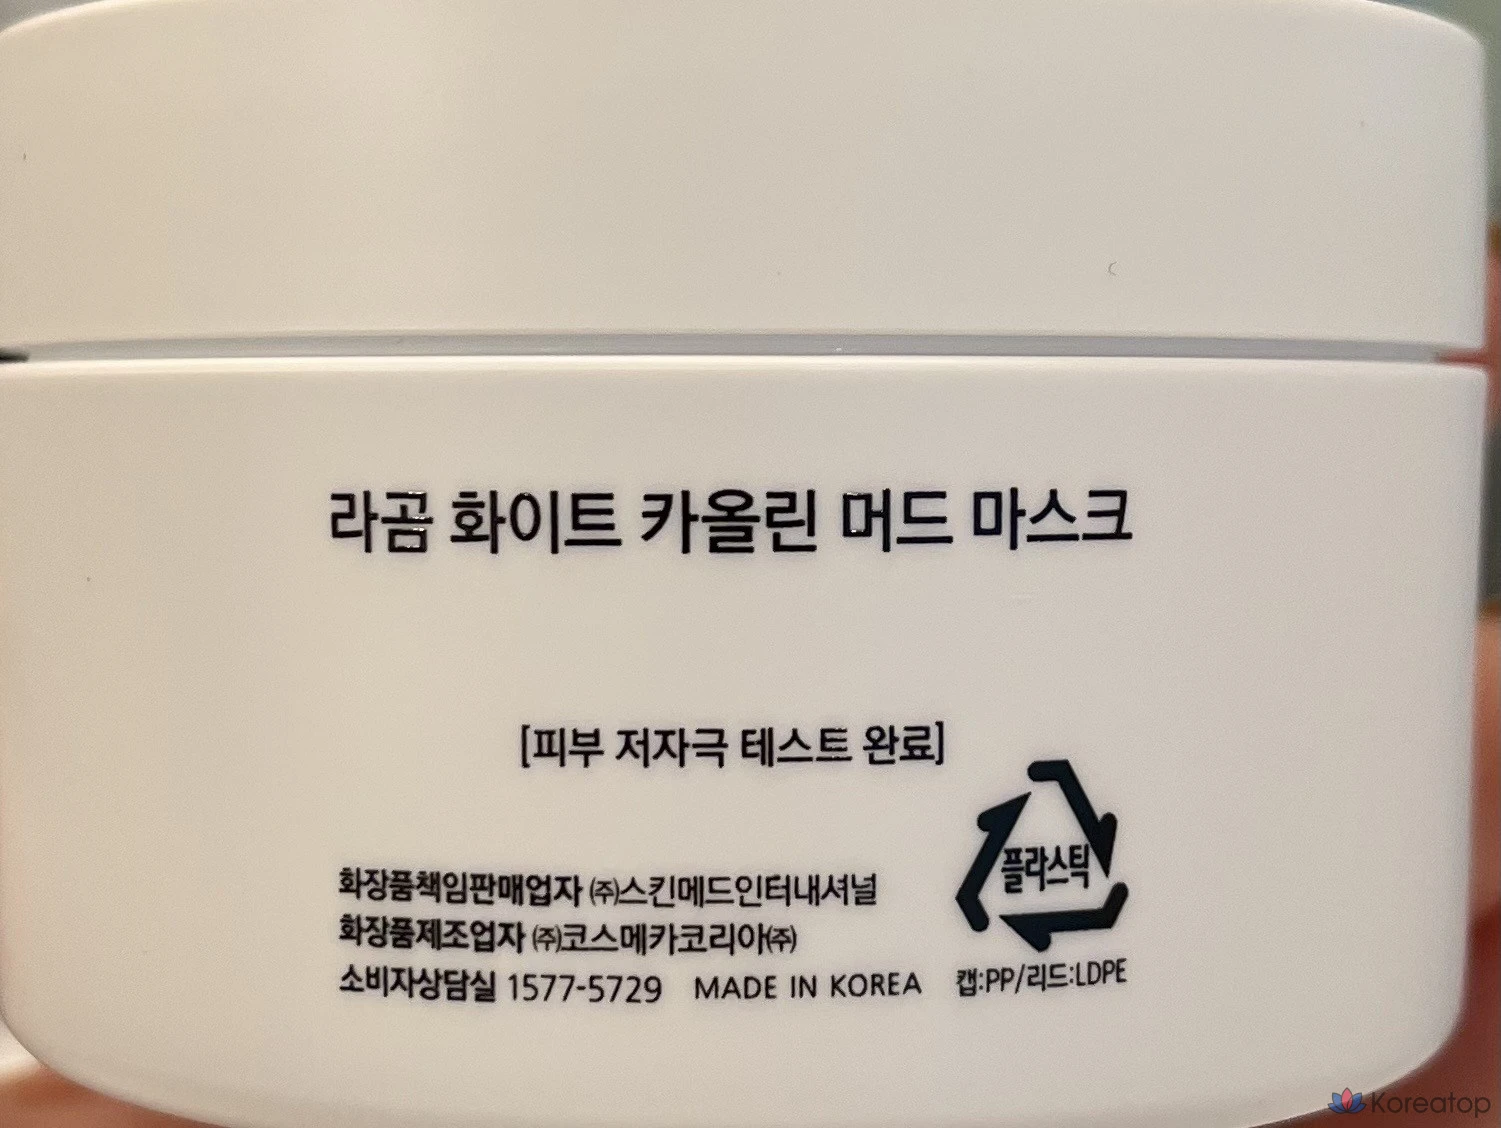 라곰 화이트 카올린 머드 마스크
[피부 저자극 테스트 완료]
플라스틱
화장품책임판매업자 ㈜스킨메드인터내셔널
화장품제조업자 ㈜코스메카코리아㈜
소비자상담실 1577-5729 MADE IN KOREA 캡:PP/리드:LDPE
Koreatop